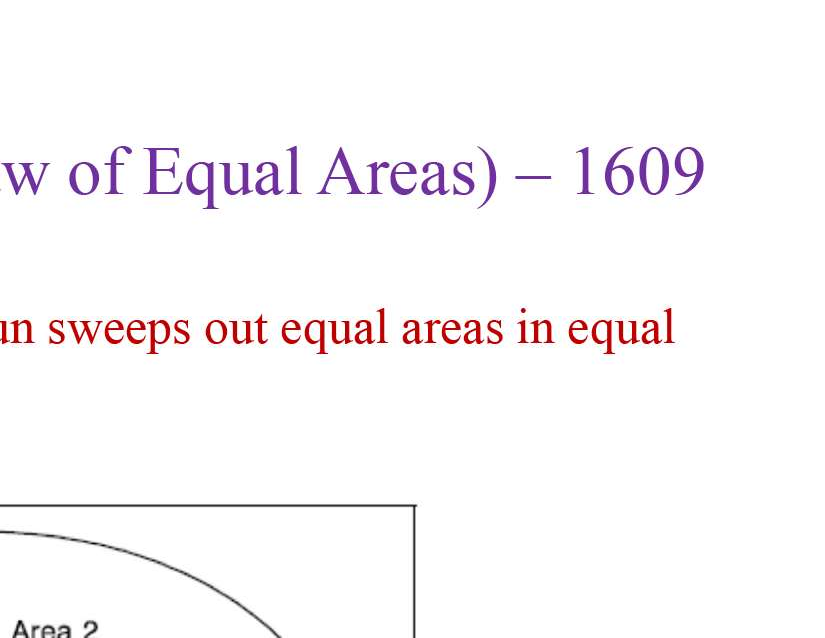 w of Equal Areas) – 1609
un sweeps out equal areas in equal
Area 2